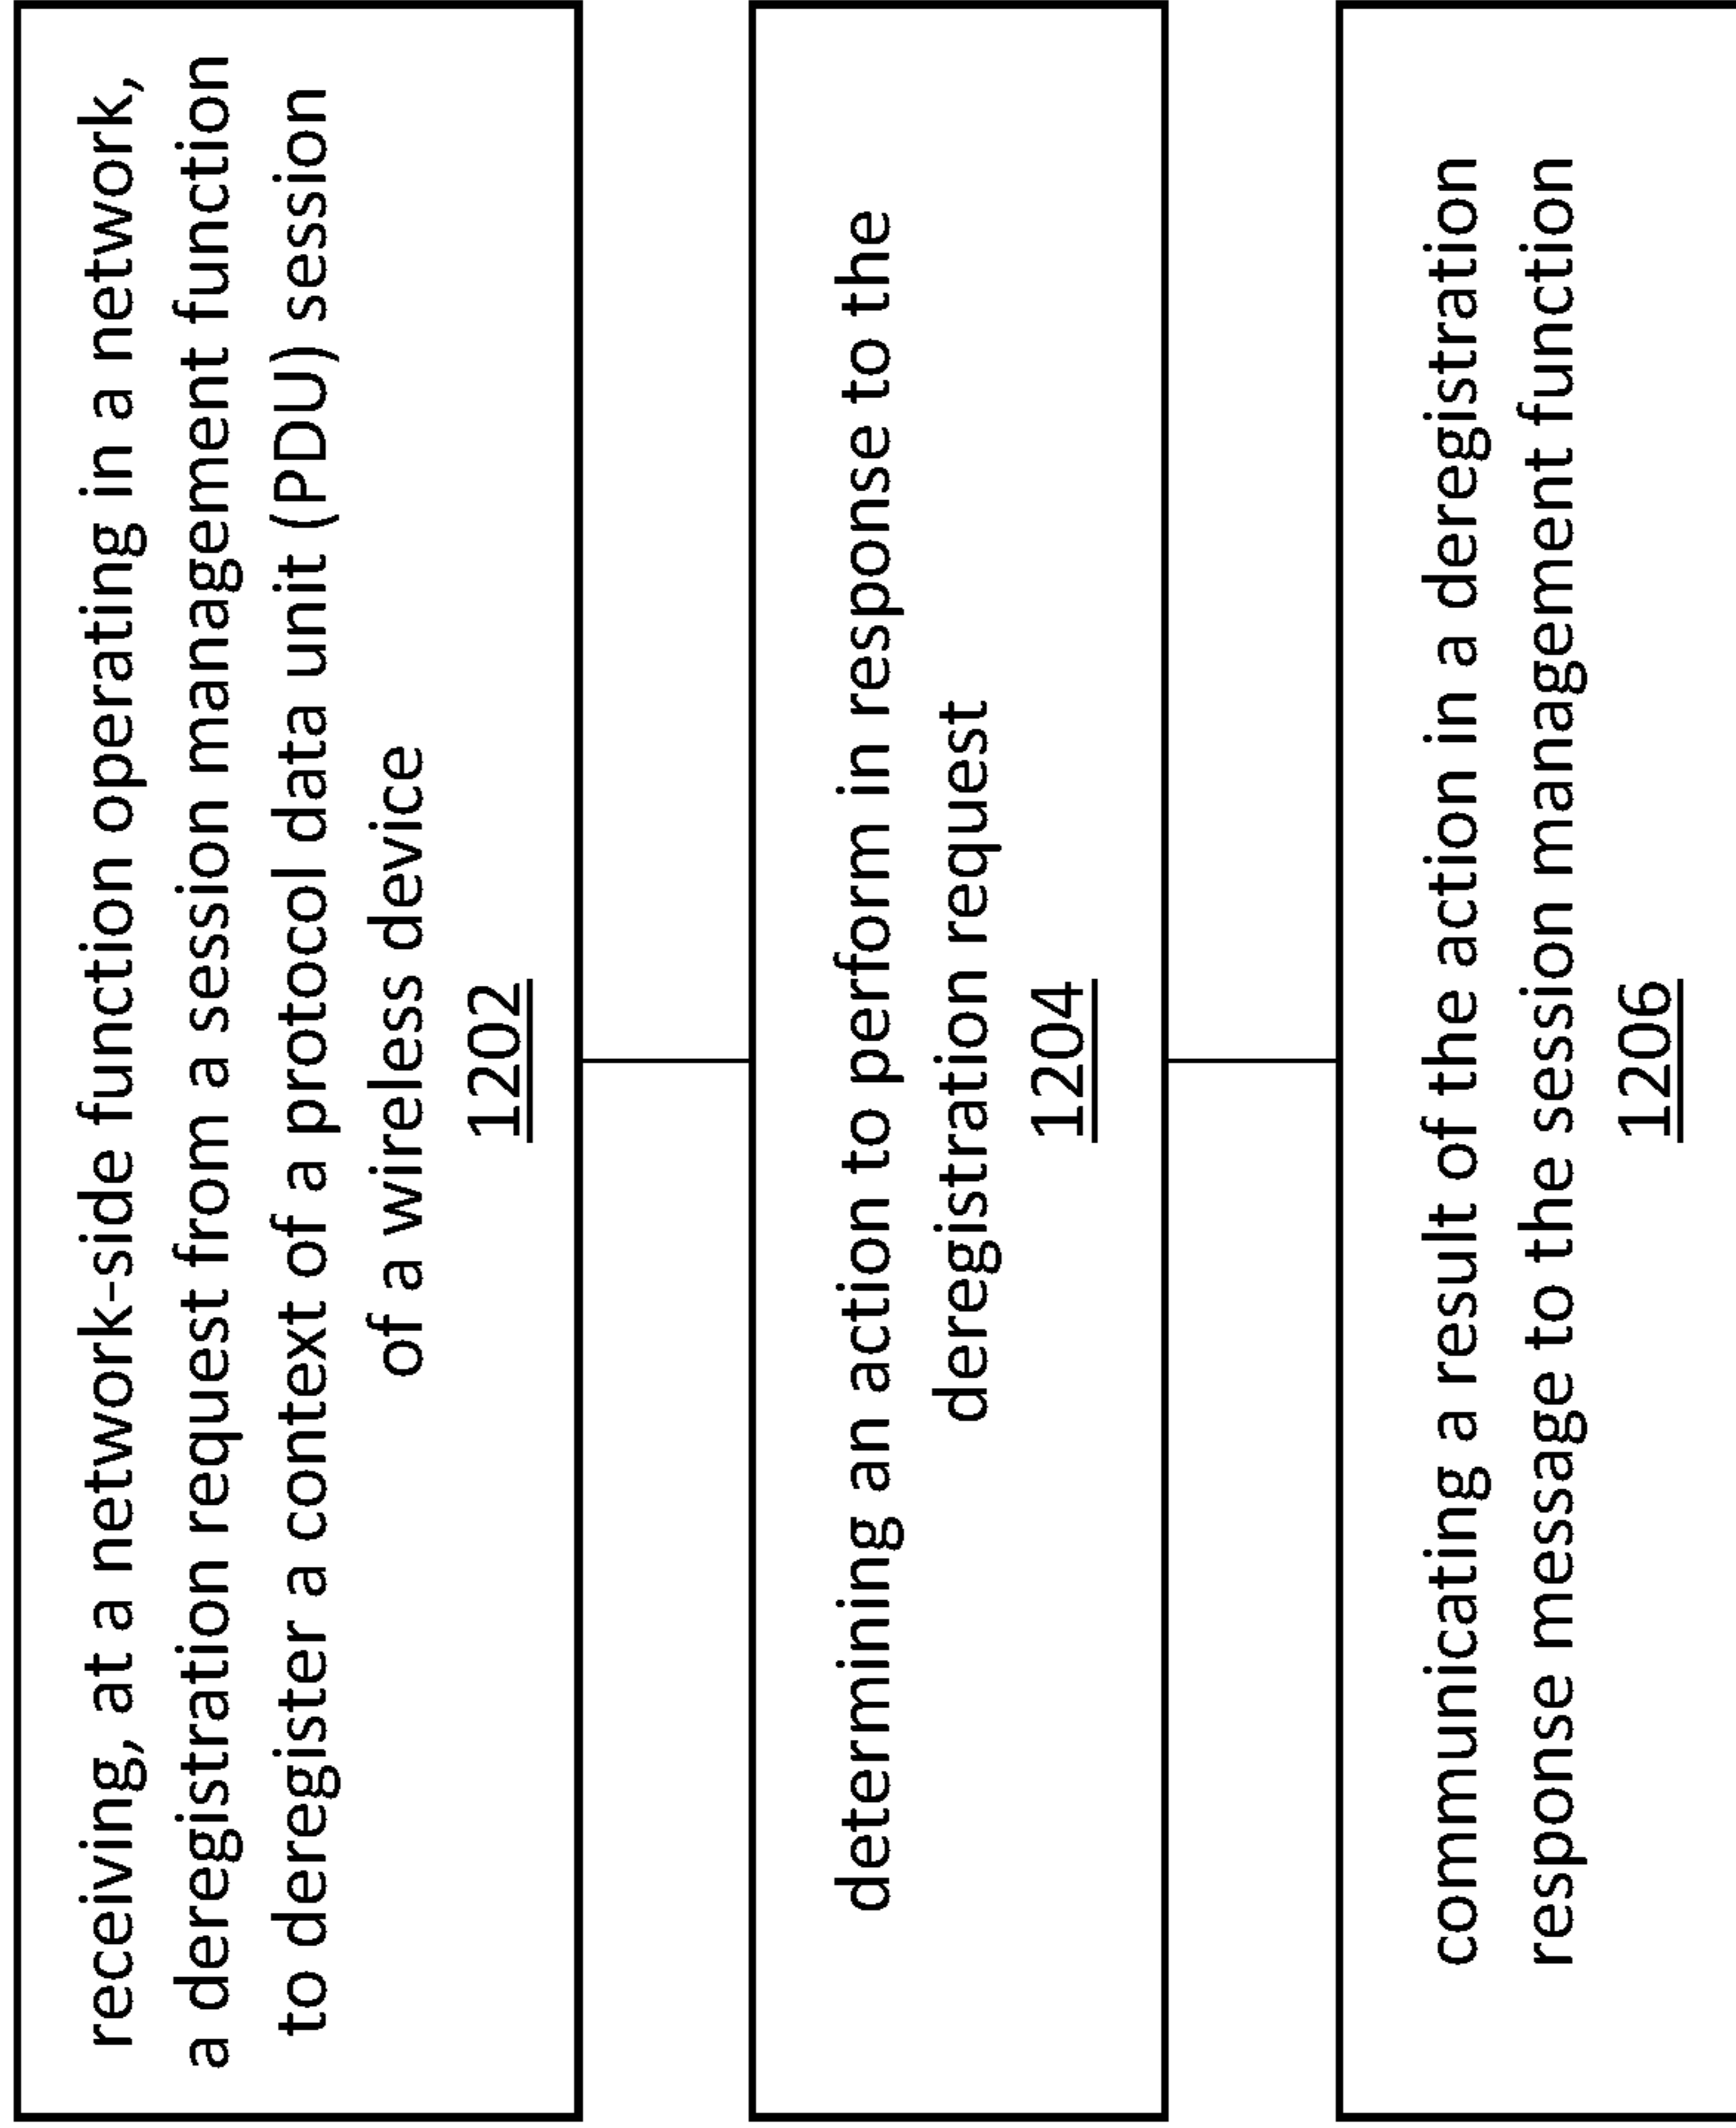 receiving, at a network-side function operating in a network,
a deregistration request from a session management function
to deregister a context of a protocol data unit (PDU) session
of a wireless device
1202
determining an action to perform in response to the
deregistration request
1204
communicating a result of the action in a deregistration
response message to the session management function
1206